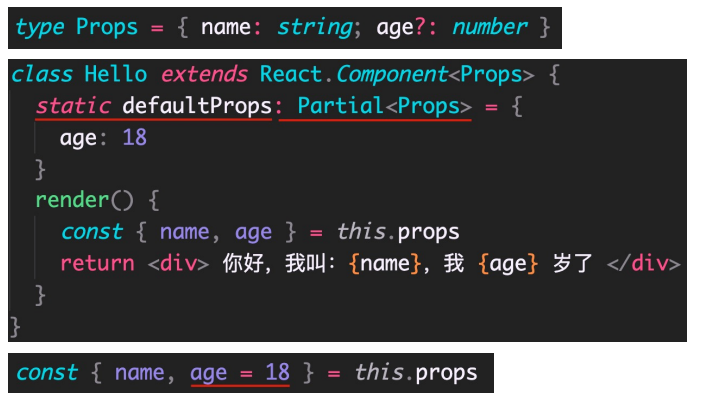 type Props = { name: string; age?: number }
class Hello extends React.Component<Props> {
static defaultProps: Partial<Props> = {
age: 18
}
render() {
const { name, age } = this.props
return <div> 你好，我叫：{name}，我 {age} 岁了 </div>
}
}
const { name, age = 18 } = this.props